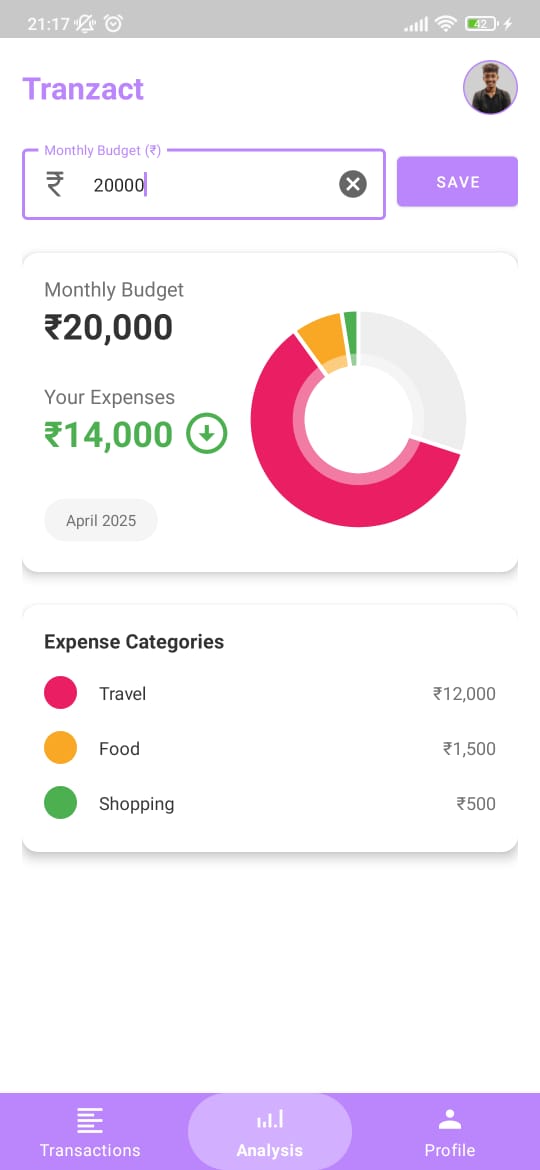 21:17 42
Tranzact
Monthly Budget (₹)
₹ 20000 SAVE
Monthly Budget
₹20,000
Your Expenses
₹14,000
April 2025
Expense Categories
Travel ₹12,000
Food ₹1,500
Shopping ₹500
Transactions Analysis Profile